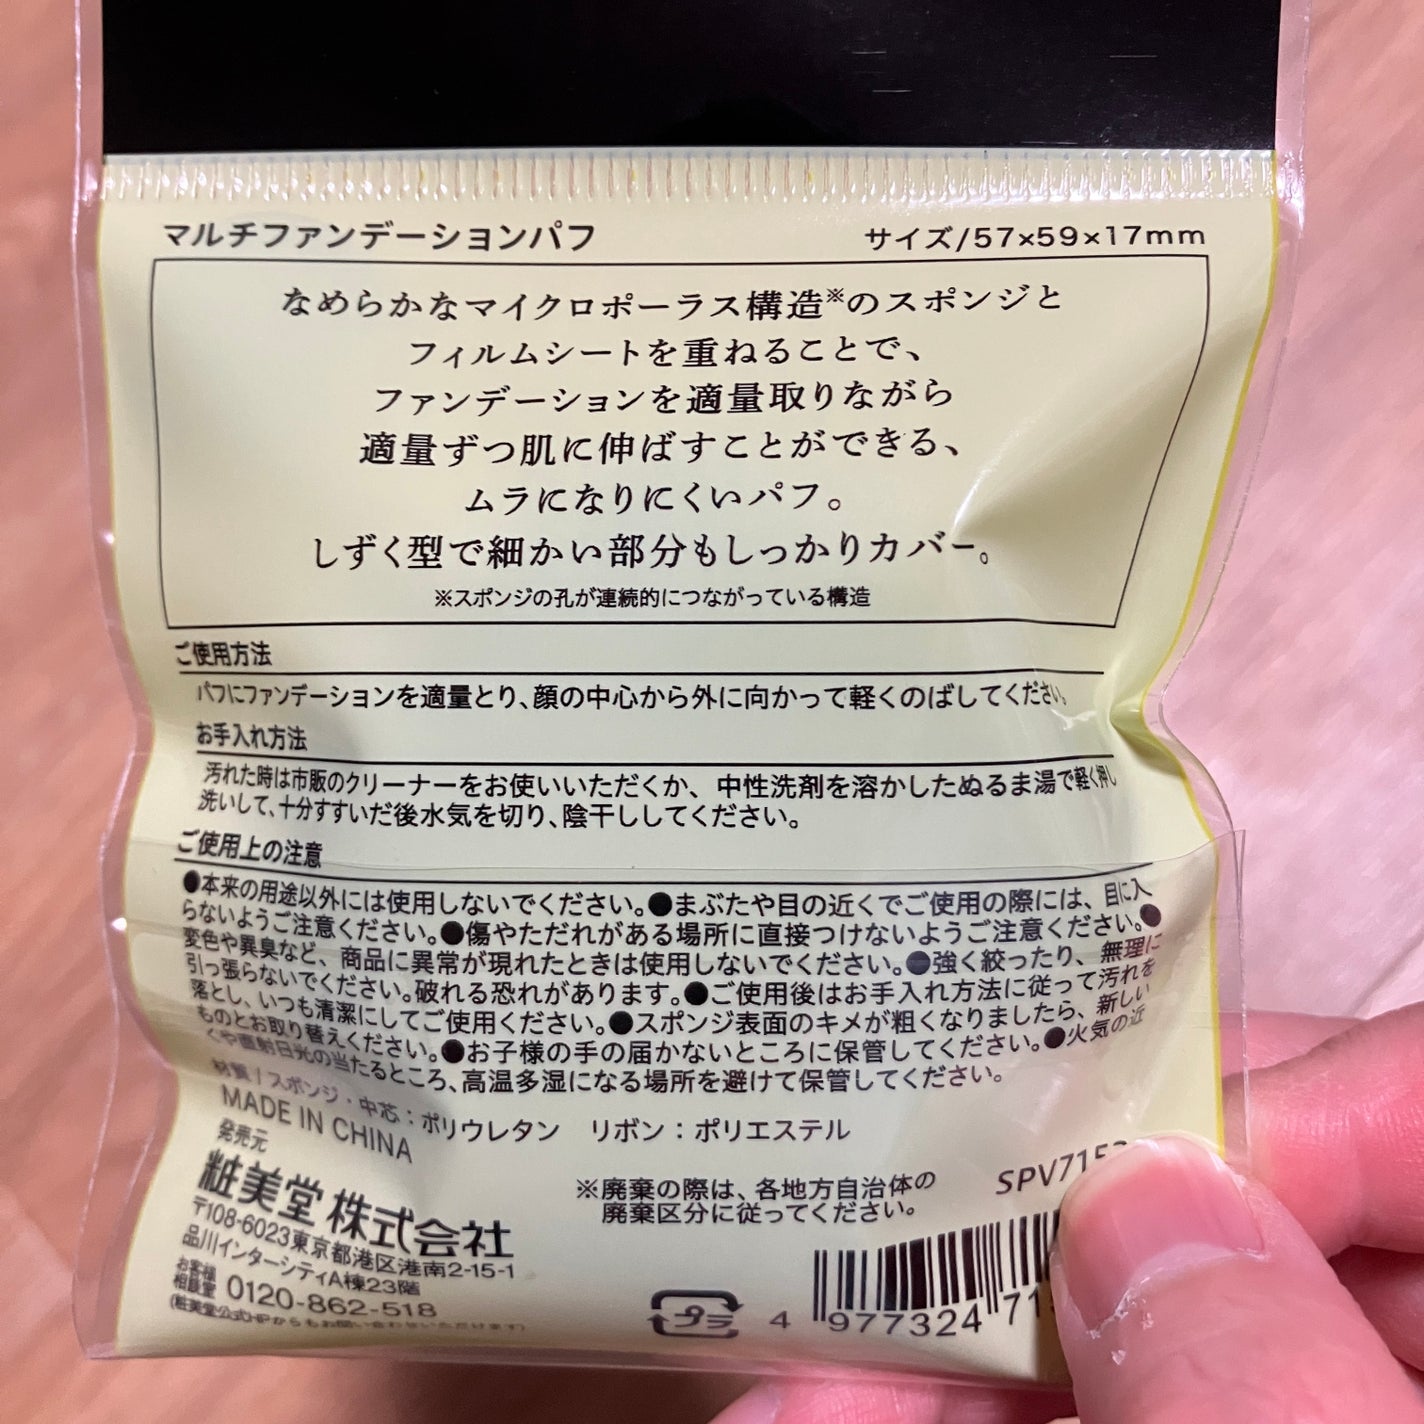 マルチファンデーションパフ
サイズ/57×59×17mm
なめらかなマイクロポーラス構造※のスポンジと
フィルムシートを重ねることで、
ファンデーションを適量取りながら
適量ずつ肌に伸ばすことができる、
ムラになりにくいパフ。
しずく型で細かい部分もしっかりカバー。
※スポンジの孔が連続的につながっている構造
ご使用方法
パフにファンデーションを適量とり、顔の中心から外に向かって軽くのばしてください。
お手入れ方法
汚れた時は市販のクリーナーをお使いいただくか、中性洗剤を溶かしたぬるま湯で軽く押し
洗いして、十分すすいだ後水気を切り、陰干ししてください。
ご使用上の注意
●本来の用途以外には使用しないでください。●まぶたや目の近くでご使用の際には、目に入
らないようご注意ください。●傷やただれがある場所に直接つけないようご注意ください。●
変色や異臭など、商品に異常が現れたときは使用しないでください。●強く絞ったり、無理に
引っ張らないでください。破れる恐れがあります。●ご使用後はお手入れ方法に従って汚れを
落とし、いつも清潔にしてご使用ください。●スポンジ表面のキメが粗くなりましたら、新しい
ものとお取り替えください。●お子様の手の届かないところに保管してください。●火気の近
くや直射日光の当たるところ、高温多湿になる場所を避けて保管してください。
材質/スポンジ・中芯：ポリウレタン　リボン：ポリエステル
MADE IN CHINA
発売元
粧美堂 株式会社
〒108-6023東京都港区港南2-15-1
品川インターシティA棟23階
お客様
相談室 0120-862-518
(粧美堂公式HPからもお問い合わせいただけます)
※廃棄の際は、各地方自治体の
廃棄区分に従ってください。
SPV715
プラ
4 977324 71